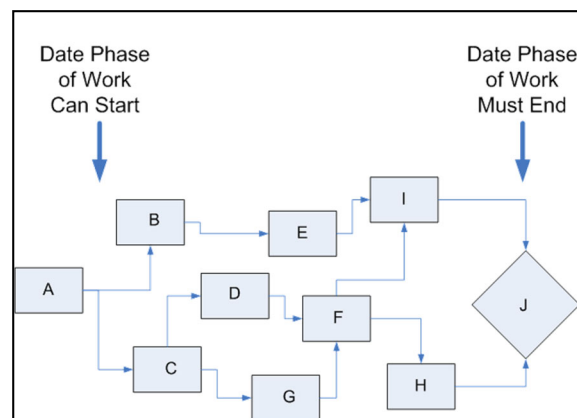 Date Phase
of Work
Can Start
Date Phase
of Work
Must End
I
B
E
A
D
F
J
C
G
H